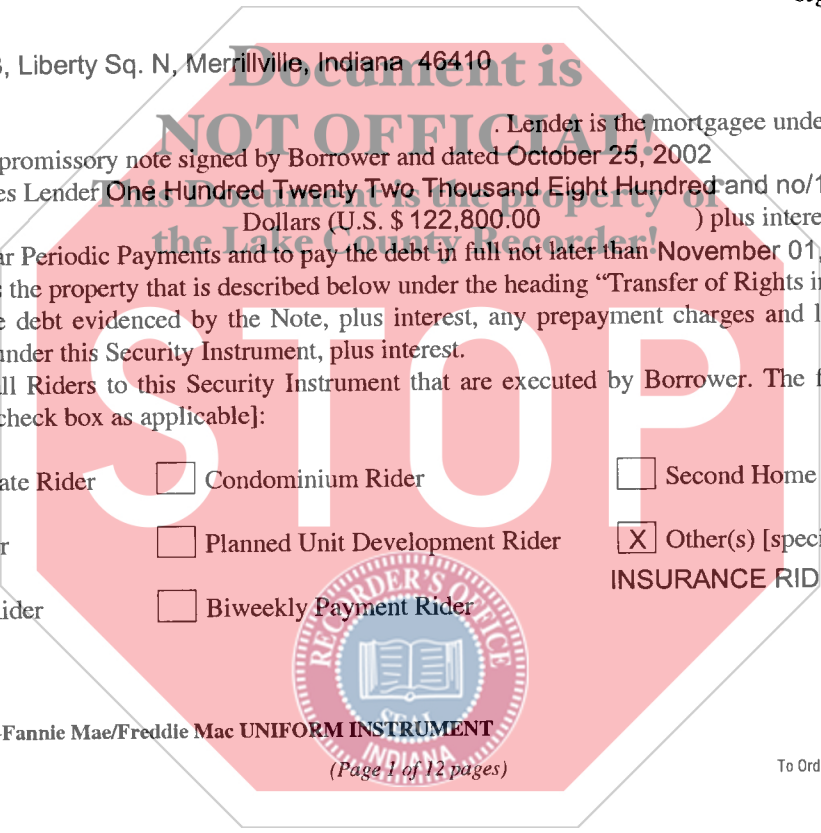 , Liberty Sq. N, Merrillville, Indiana 46410
Document is
NOT OFFICIAL!
. Lender is the mortgagee unde
promissory note signed by Borrower and dated October 25, 2002
es Lender One Hundred Twenty Two Thousand Eight Hundred and no/1
This Document is the property of
Dollars (U.S. $ 122,800.00 ) plus intere
the Lake County Recorder!
ar Periodic Payments and to pay the debt in full not later than November 01,
the property that is described below under the heading “Transfer of Rights i
e debt evidenced by the Note, plus interest, any prepayment charges and l
under this Security Instrument, plus interest.
ll Riders to this Security Instrument that are executed by Borrower. The f
check box as applicable]:
STOP
ate Rider Condominium Rider Second Home
r Planned Unit Development Rider X Other(s) [speci
INSURANCE RID
ider Biweekly Payment Rider
RECORDER'S OFFICE
SEAL
INDIANA
-Fannie Mae/Freddie Mac UNIFORM INSTRUMENT
(Page 1 of 12 pages)
To Ord